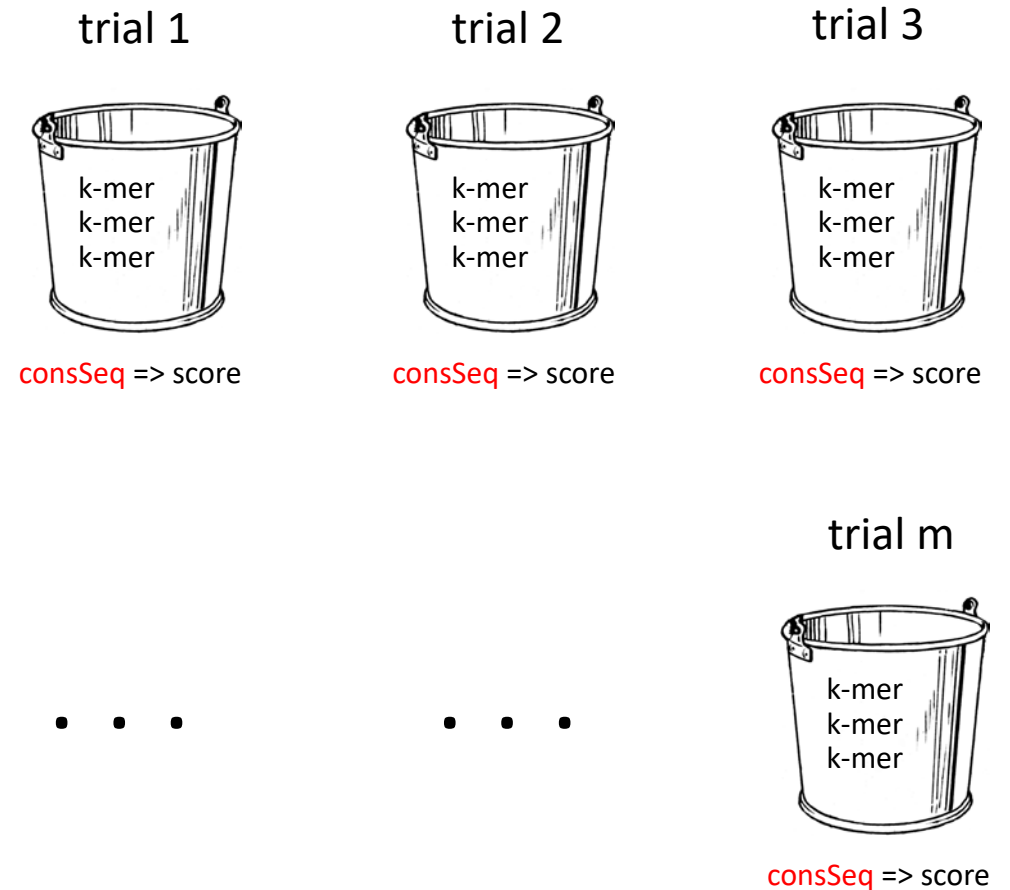 trial 1
trial 2
trial 3
k-mer
k-mer
k-mer
k-mer
k-mer
k-mer
k-mer
k-mer
k-mer
consSeq => score
consSeq => score
consSeq => score
trial m
. . .
. . .
k-mer
k-mer
k-mer
consSeq => score